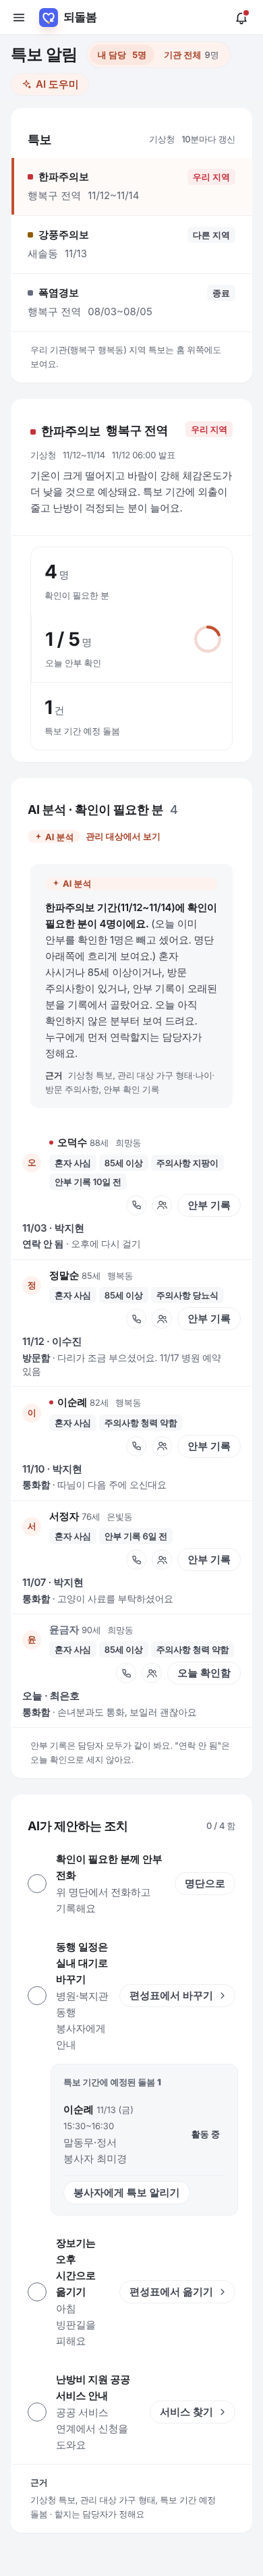 되돌봄
특보 알림
내 담당 5명
기관 전체 9명
AI 도우미
특보
기상청 10분마다 갱신
한파주의보
우리 지역
행복구 전역 11/12~11/14
강풍주의보
다른 지역
새솔동 11/13
폭염경보
종료
행복구 전역 08/03~08/05
우리 기관(행복구 행복동) 지역 특보는 홈 위쪽에도
보여요.
한파주의보 행복구 전역
우리 지역
기상청 11/12~11/14 11/12 06:00 발표
기온이 크게 떨어지고 바람이 강해 체감온도가
더 낮을 것으로 예상돼요. 특보 기간에 외출이
줄고 난방이 걱정되는 분이 늘어요.
4명
확인이 필요한 분
1 / 5명
오늘 안부 확인
1건
특보 기간 예정 돌봄
AI 분석 · 확인이 필요한 분 4
AI 분석
관리 대상에서 보기
AI 분석
한파주의보 기간(11/12~11/14)에 확인이
필요한 분이 4명이에요. (오늘 이미
안부를 확인한 1명은 빼고 셌어요. 명단
아래쪽에 흐리게 보여요.) 혼자
사시거나 85세 이상이거나, 방문
주의사항이 있거나, 안부 기록이 오래된
분을 기록에서 골랐어요. 오늘 아직
확인하지 않은 분부터 보여 드려요.
누구에게 먼저 연락할지는 담당자가
정해요.
근거 기상청 특보, 관리 대상 가구 형태·나이·
방문 주의사항, 안부 확인 기록
오
오덕수 88세 희망동
혼자 사심 85세 이상 주의사항 지팡이
안부 기록 10일 전
안부 기록
11/03 · 박지현
연락 안 됨 · 오후에 다시 걸기
정
정말순 85세 행복동
혼자 사심 85세 이상 주의사항 당뇨식
안부 기록
11/12 · 이수진
방문함 · 다리가 조금 부으셨어요. 11/17 병원 예약
있음
이
이순례 82세 행복동
혼자 사심 주의사항 청력 약함
안부 기록
11/10 · 박지현
통화함 · 따님이 다음 주에 오신대요
서
서정자 76세 은빛동
혼자 사심 안부 기록 6일 전
안부 기록
11/07 · 박지현
통화함 · 고양이 사료를 부탁하셨어요
윤
윤금자 90세 희망동
혼자 사심 85세 이상 주의사항 청력 약함
오늘 확인함
오늘 · 최은호
통화함 · 손녀분과도 통화, 보일러 괜찮아요
안부 기록은 담당자 모두가 같이 봐요. "연락 안 됨"은
오늘 확인으로 세지 않아요.
AI가 제안하는 조치
0 / 4 함
확인이 필요한 분께 안부
전화
위 명단에서 전화하고
기록해요
명단으로
동행 일정은
실내 대기로
바꾸기
병원·복지관
동행
봉사자에게
안내
편성표에서 바꾸기
특보 기간에 예정된 돌봄 1
이순례 11/13 (금)
15:30~16:30
말동무·정서
봉사자 최미경
활동 중
봉사자에게 특보 알리기
장보기는
오후
시간으로
옮기기
아침
빙판길을
피해요
편성표에서 옮기기
난방비 지원 공공
서비스 안내
공공 서비스
연계에서 신청을
도와요
서비스 찾기
근거
기상청 특보, 관리 대상 가구 형태, 특보 기간 예정
돌봄 · 할지는 담당자가 정해요